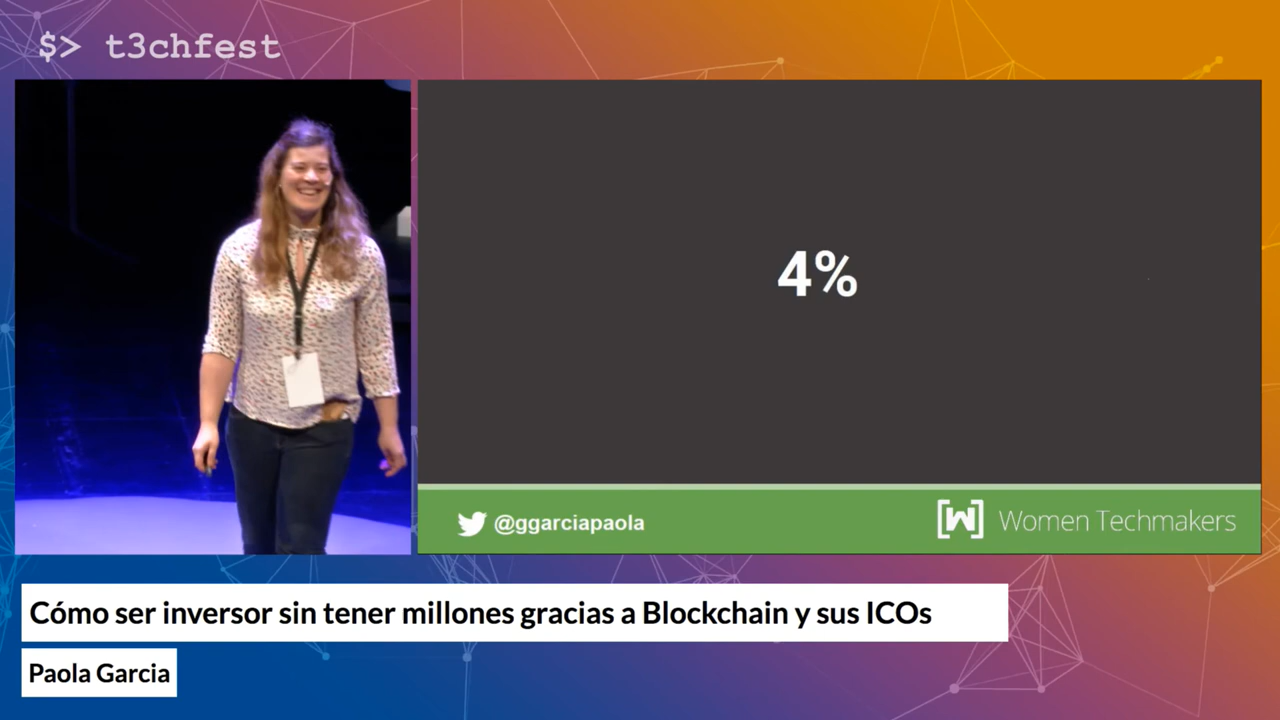 $> t3chfest
4%
@ggarciapaola
[W] Women Techmakers
Cómo ser inversor sin tener millones gracias a Blockchain y sus ICOs
Paola Garcia